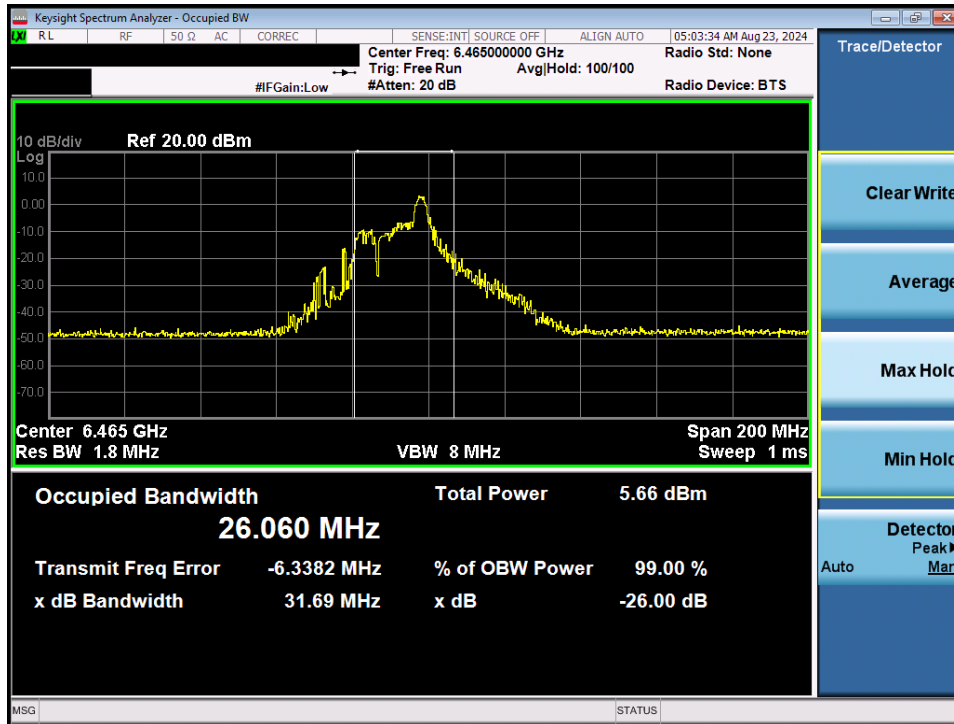 Keysight Spectrum Analyzer - Occupied BW
LXI RL RF 50 Ω AC CORREC SENSE:INT SOURCE OFF ALIGN AUTO 05:03:34 AM Aug 23, 2024
Center Freq: 6.465000000 GHz Radio Std: None
Trig: Free Run Avg|Hold: 100/100
#IFGain:Low #Atten: 20 dB Radio Device: BTS
Trace/Detector
10 dB/div Ref 20.00 dBm
Log
10.0
0.00
-10.0
-20.0
-30.0
-40.0
-50.0
-60.0
-70.0
Center 6.465 GHz Span 200 MHz
Res BW 1.8 MHz VBW 8 MHz Sweep 1 ms
Occupied Bandwidth Total Power 5.66 dBm
26.060 MHz
Transmit Freq Error -6.3382 MHz % of OBW Power 99.00 %
x dB Bandwidth 31.69 MHz x dB -26.00 dB
Clear Write
Average
Max Hold
Min Hold
Detector
Peak
Auto Man
MSG STATUS